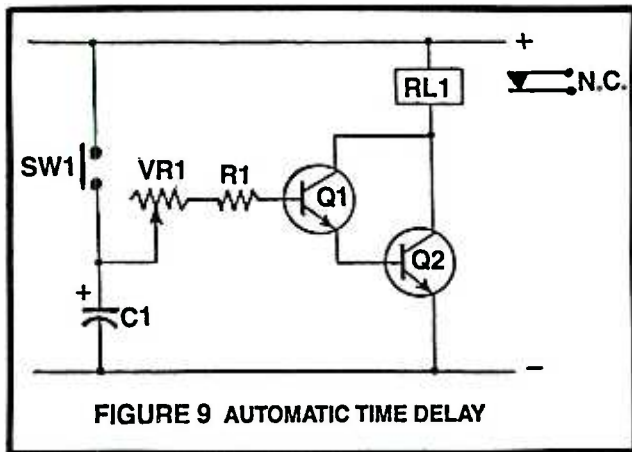 +
RL1
N.C.
SW1
VR1
R1
Q1
Q2
+
C1
−
FIGURE 9 AUTOMATIC TIME DELAY